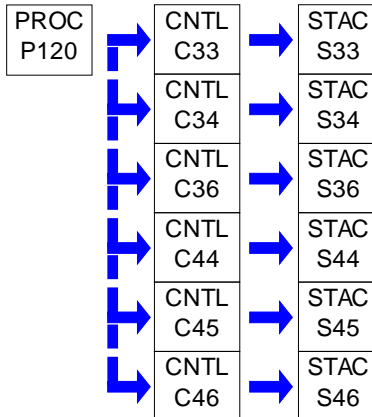 PROC
P120
CNTL
C33
STAC
S33
CNTL
C34
STAC
S34
CNTL
C36
STAC
S36
CNTL
C44
STAC
S44
CNTL
C45
STAC
S45
CNTL
C46
STAC
S46